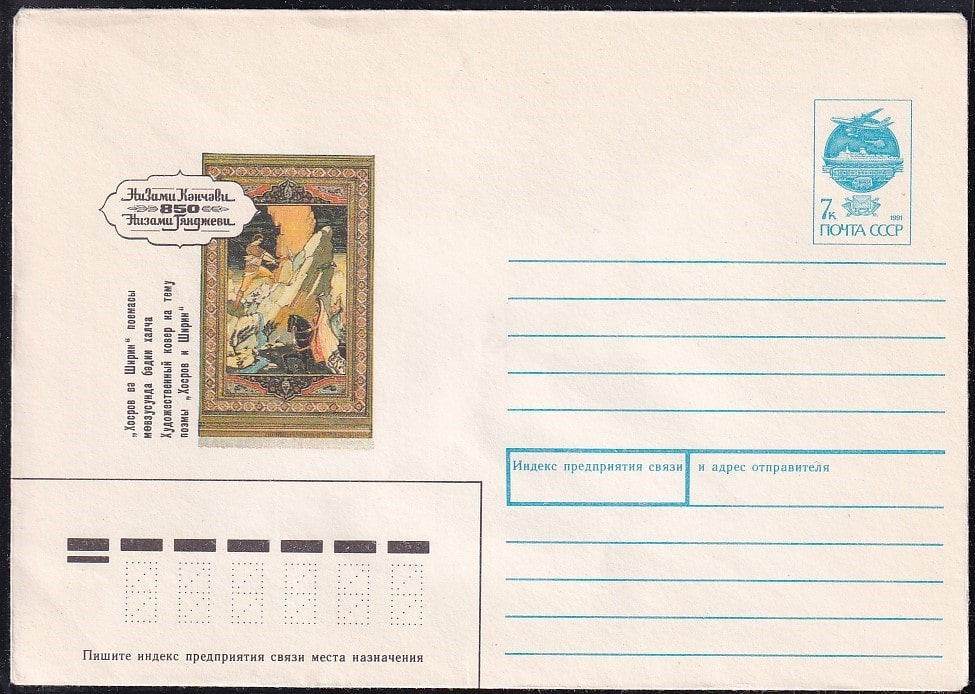 Низами Кәнчәви
850
Низами Гянджеви
„Хосров вә Ширин“ поемасы
мөвзусунда бәдии халча
Художественный ковер на тему
поэмы „Хосров и Ширин“
7к
1991
ПОЧТА СССР
Индекс предприятия связи и адрес отправителя
Пишите индекс предприятия связи места назначения